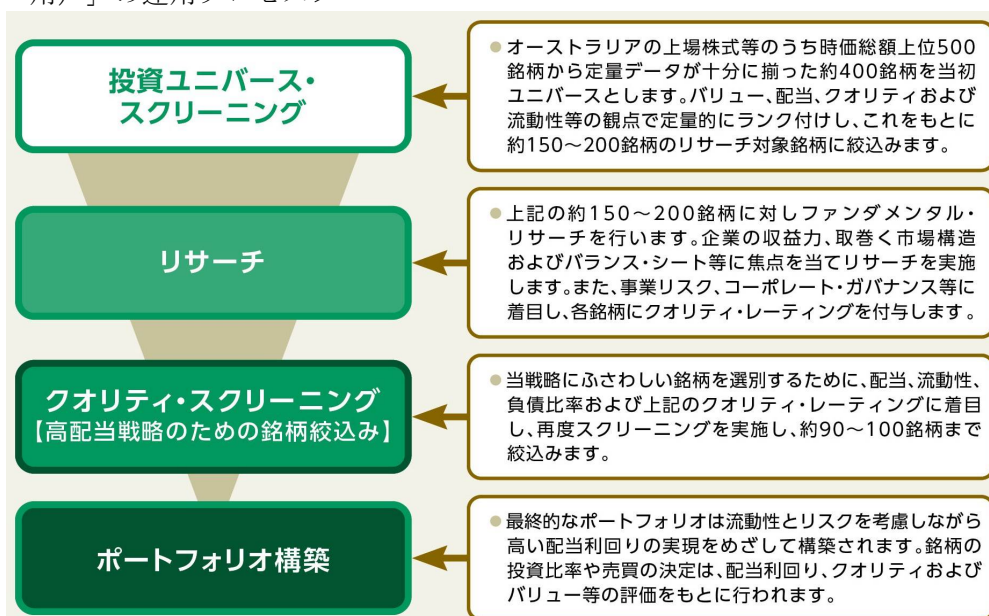 投資ユニバース・
スクリーニング
●オーストラリアの上場株式等のうち時価総額上位500
銘柄から定量データが十分に揃った約400銘柄を当初
ユニバースとします。バリュー、配当、クオリティおよび
流動性等の観点で定量的にランク付けし、これをもとに
約150～200銘柄のリサーチ対象銘柄に絞込みます。
リサーチ
●上記の約150～200銘柄に対しファンダメンタル・
リサーチを行います。企業の収益力、取巻く市場構造
およびバランス・シート等に焦点を当てリサーチを実施
します。また、事業リスク、コーポレート・ガバナンス等に
着目し、各銘柄にクオリティ・レーティングを付与します。
クオリティ・スクリーニング
【高配当戦略のための銘柄絞込み】
●当戦略にふさわしい銘柄を選別するために、配当、流動性、
負債比率および上記のクオリティ・レーティングに着目
し、再度スクリーニングを実施し、約90～100銘柄まで
絞込みます。
ポートフォリオ構築
●最終的なポートフォリオは流動性とリスクを考慮しながら
高い配当利回りの実現をめざして構築されます。銘柄の
投資比率や売買の決定は、配当利回り、クオリティおよび
バリュー等の評価をもとに行われます。